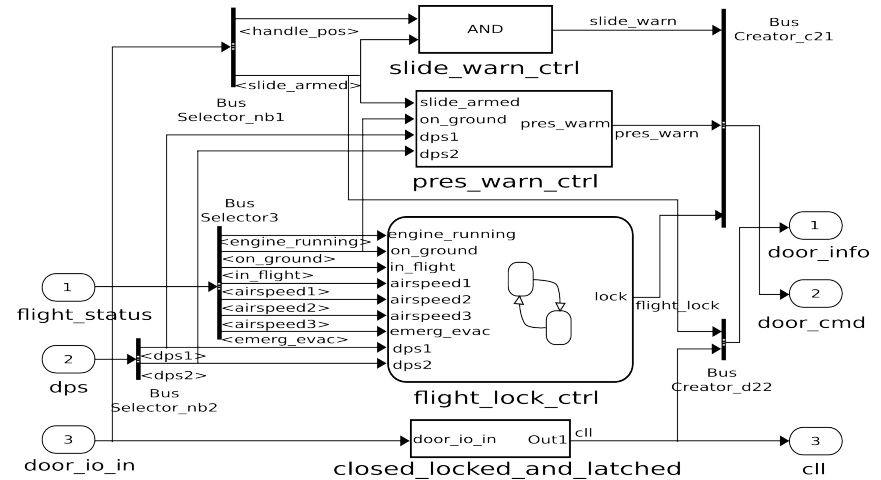 slide_warn
Bus
Creator_c21
AND
<handle_pos>
slide_warn_ctrl
<slide_armed>
Bus
Selector_nb1
slide_armed
on_ground
dps1
dps2
pres_warm
pres_warn
pres_warn_ctrl
Bus
Selector3
<engine_running>
<on_ground>
<in_flight>
<airspeed1>
<airspeed2>
<airspeed3>
<emerg_evac>
engine_running
on_ground
in_flight
airspeed1
airspeed2
airspeed3
emerg_evac
dps1
dps2
lock
flight_lock
flight_lock_ctrl
1
door_info
2
door_cmd
1
flight_status
2
dps
<dps1>
<dps2>
Bus
Selector_nb2
Bus
Creator_d22
3
door_io_in
door_io_in
Out1
cll
closed_locked_and_latched
3
cll